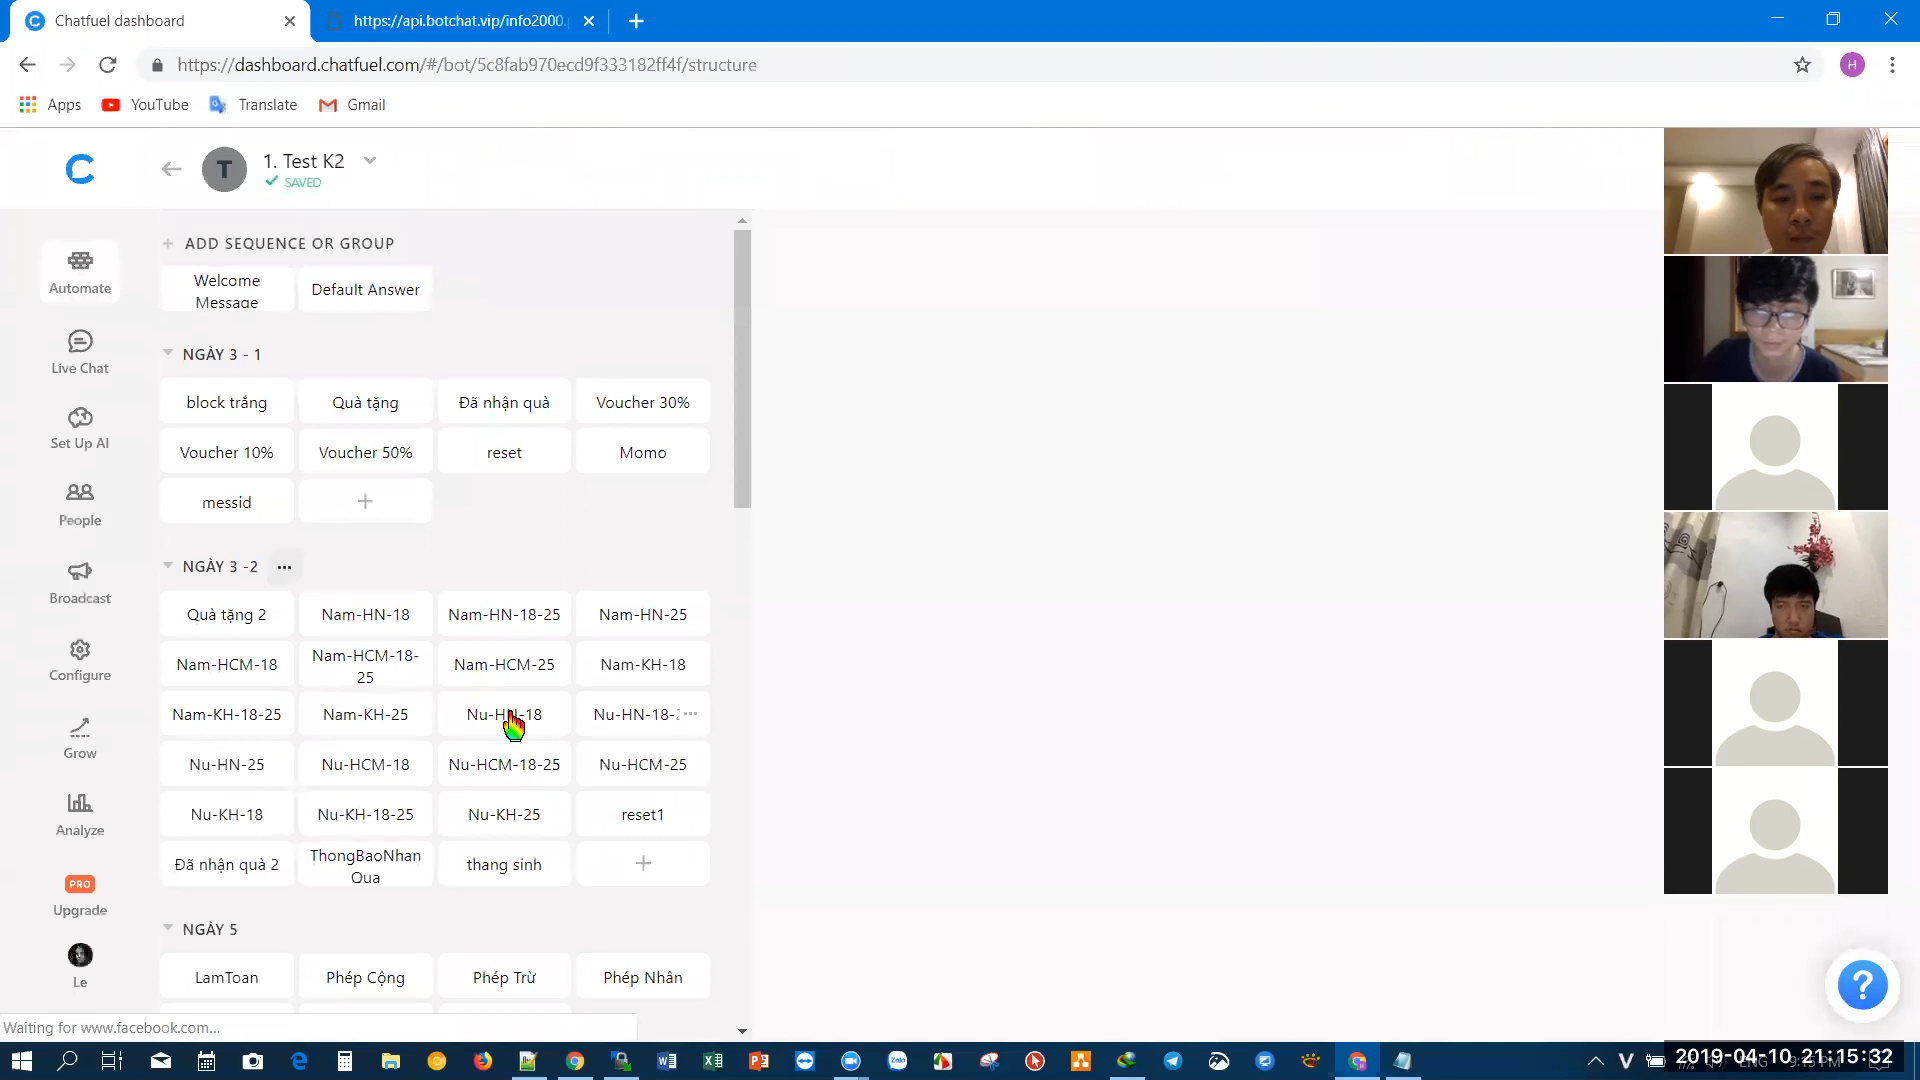 Chatfuel dashboard
https://api.botchat.vip/info2000.
https://dashboard.chatfuel.com/#/bot/5c8fab970ecd9f333182ff4f/structure
H
Apps YouTube Translate Gmail
T
1. Test K2
SAVED
Automate
Live Chat
Set Up AI
People
Broadcast
Configure
Grow
Analyze
PRO
Upgrade
Le
ADD SEQUENCE OR GROUP
Welcome Message
Default Answer
NGÀY 3 - 1
block trắng Quà tặng Đã nhận quà Voucher 30%
Voucher 10% Voucher 50% reset Momo
messid +
NGÀY 3 -2 ...
Quà tặng 2 Nam-HN-18 Nam-HN-18-25 Nam-HN-25
Nam-HCM-18 Nam-HCM-18-25 Nam-HCM-25 Nam-KH-18
Nam-KH-18-25 Nam-KH-25 Nu-HN-18 Nu-HN-18- ...
Nu-HN-25 Nu-HCM-18 Nu-HCM-18-25 Nu-HCM-25
Nu-KH-18 Nu-KH-18-25 Nu-KH-25 reset1
Đã nhận quà 2 ThongBaoNhanQua thang sinh +
NGÀY 5
LamToan Phép Cộng Phép Trừ Phép Nhân
?
Waiting for www.facebook.com...
2019-04-10 21:15:32